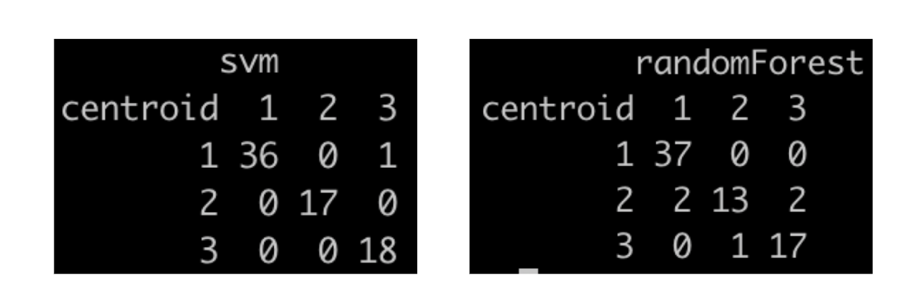 svm
centroid 1 2 3
1 36 0 1
2 0 17 0
3 0 0 18
randomForest
centroid 1 2 3
1 37 0 0
2 2 13 2
3 0 1 17